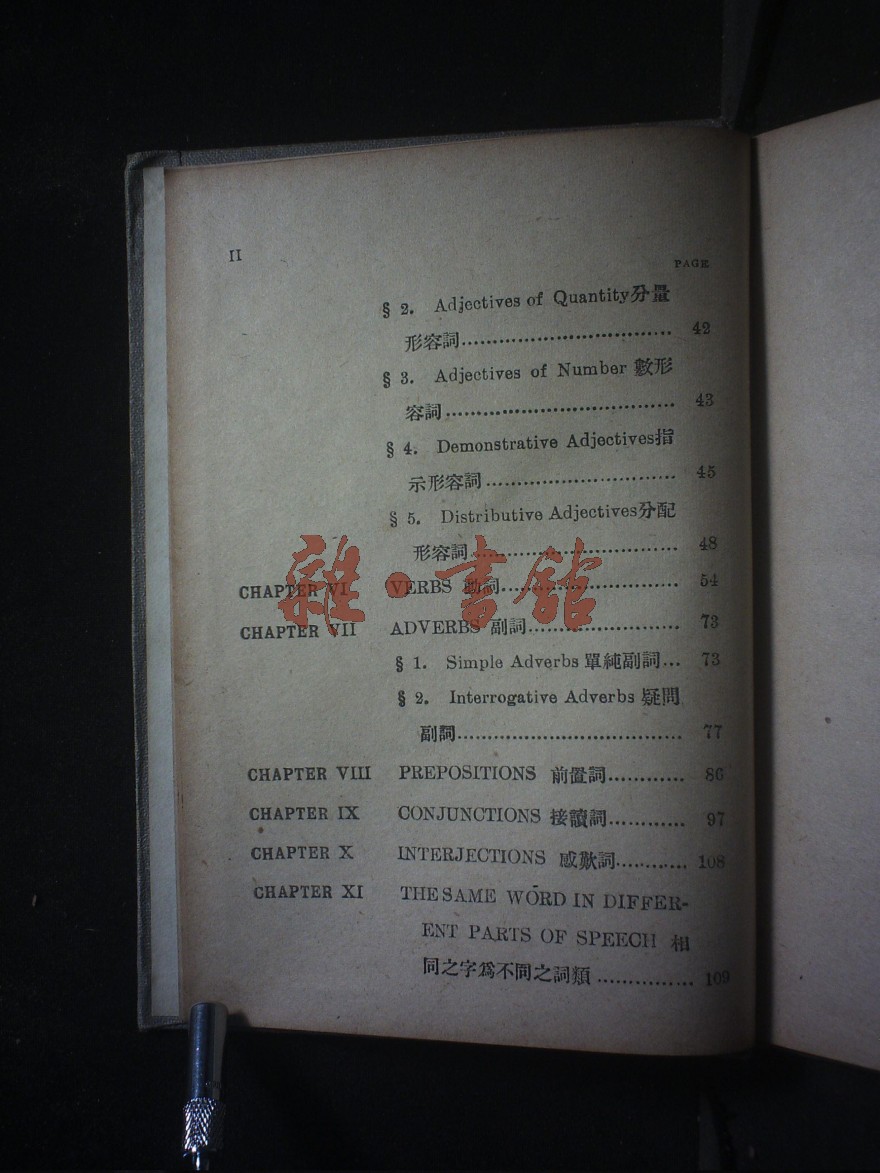 II
PAGE
§ 2. Adjectives of Quantity分量
形容詞.................................. 42
§ 3. Adjectives of Number 數形
容詞..................................... 43
§ 4. Demonstrative Adjectives指
示形容詞.............................. 45
§ 5. Distributive Adjectives分配
形容詞.................................. 48
CHAPTER VI VERBS 動詞............................. 54
CHAPTER VII ADVERBS 副詞........................ 73
§ 1. Simple Adverbs 單純副詞... 73
§ 2. Interrogative Adverbs 疑問
副詞.................................... 77
CHAPTER VIII PREPOSITIONS 前置詞............ 86
CHAPTER IX CONJUNCTIONS 接讀詞............ 97
CHAPTER X INTERJECTIONS 感歎詞............ 108
CHAPTER XI THE SAME WORD IN DIFFER-
ENT PARTS OF SPEECH 相
同之字爲不同之詞類 ................ 109
雜·書館